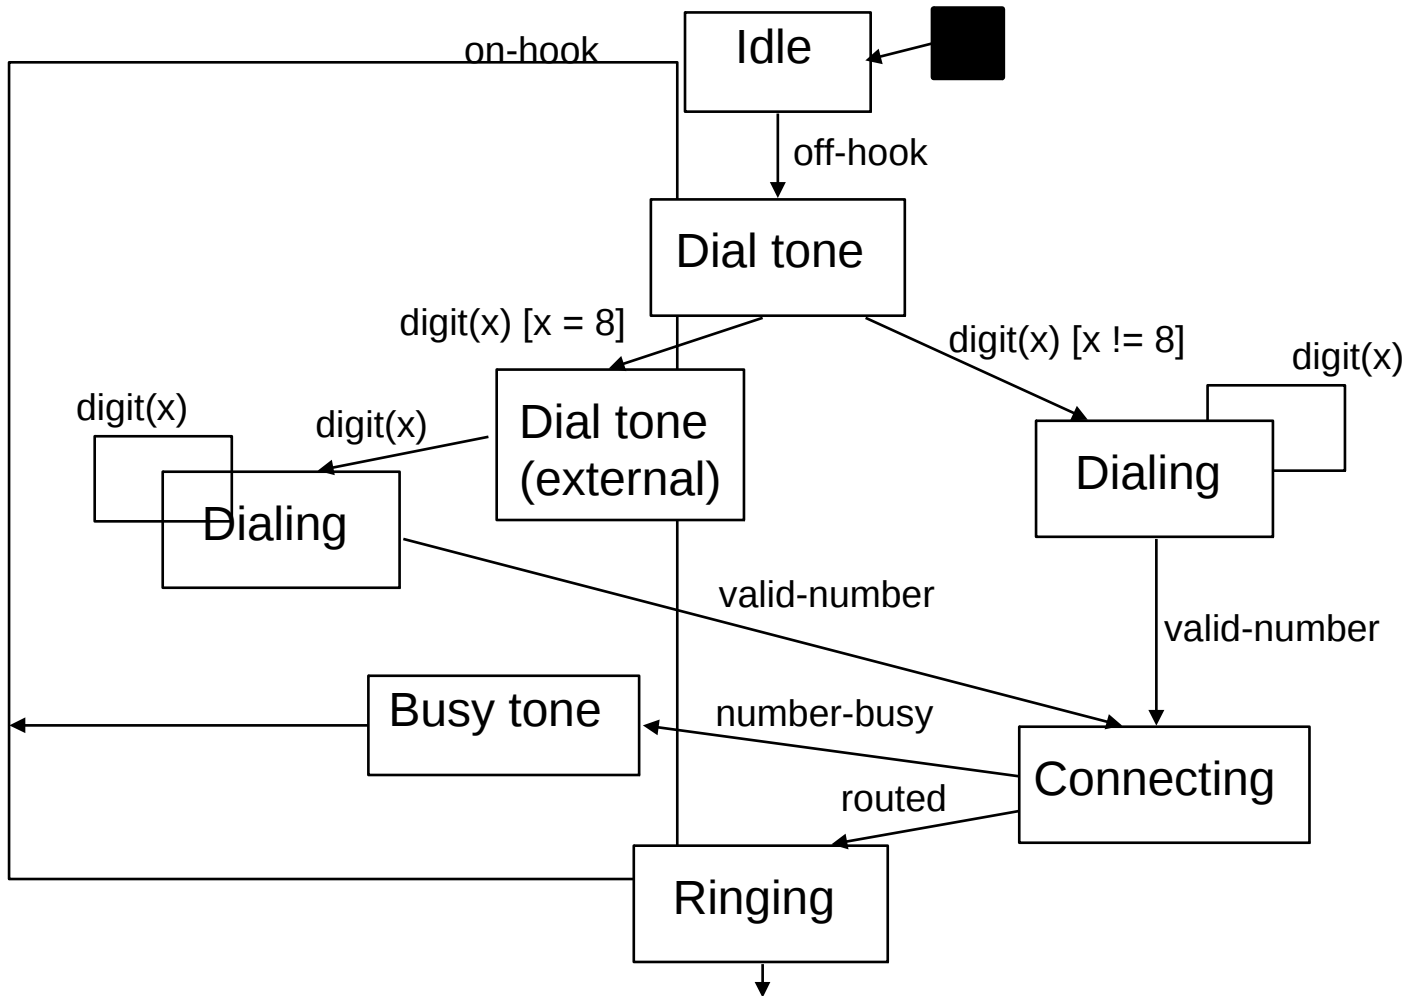 on-hook
Idle
off-hook
Dial tone
digit(x) [x = 8]
digit(x) [x != 8]
digit(x)
digit(x)
digit(x)
Dial tone
(external)
Dialing
Dialing
valid-number
valid-number
Busy tone
number-busy
Connecting
routed
Ringing